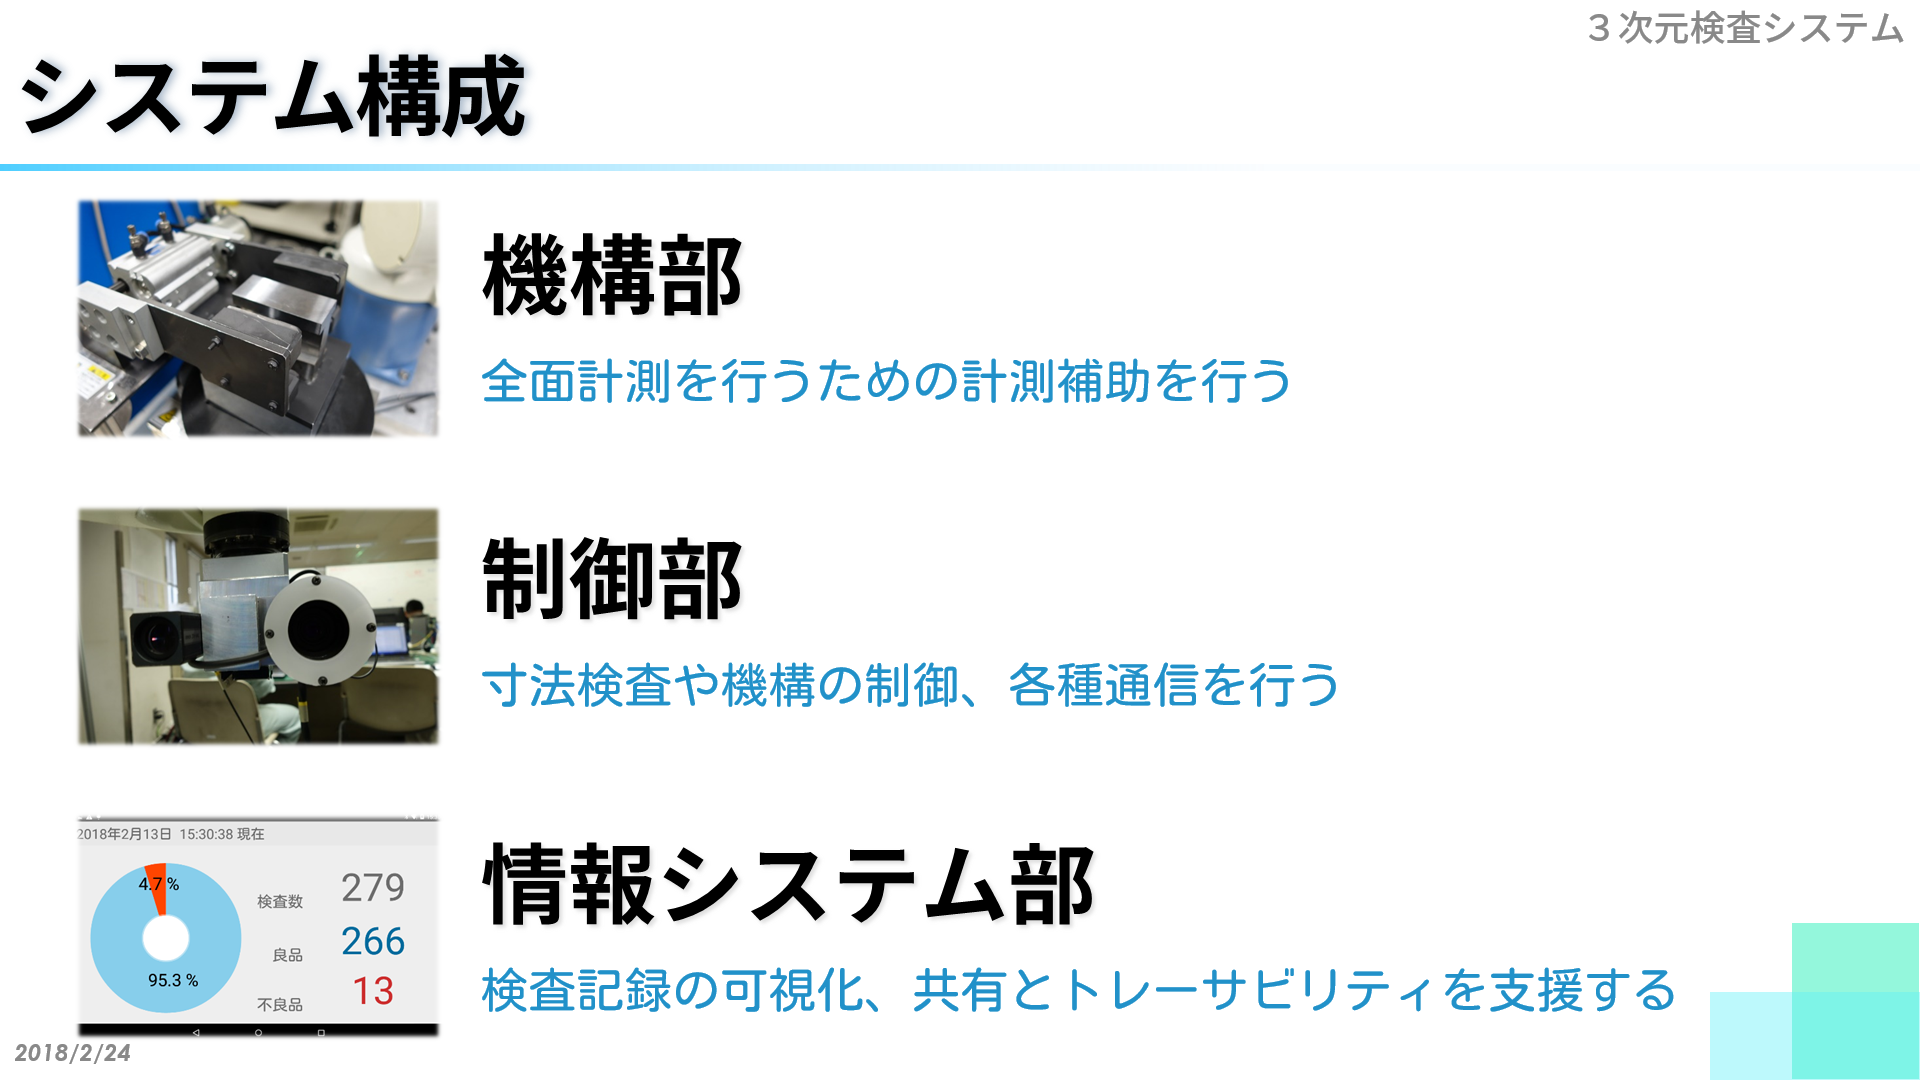 ３次元検査システム
システム構成
機構部
全面計測を行うための計測補助を行う
制御部
寸法検査や機構の制御、各種通信を行う
2018年2月13日 15:30:38 現在
4.7 %
95.3 %
検査数 279
良品 266
不良品 13
情報システム部
検査記録の可視化、共有とトレーサビリティを支援する
2018/2/24